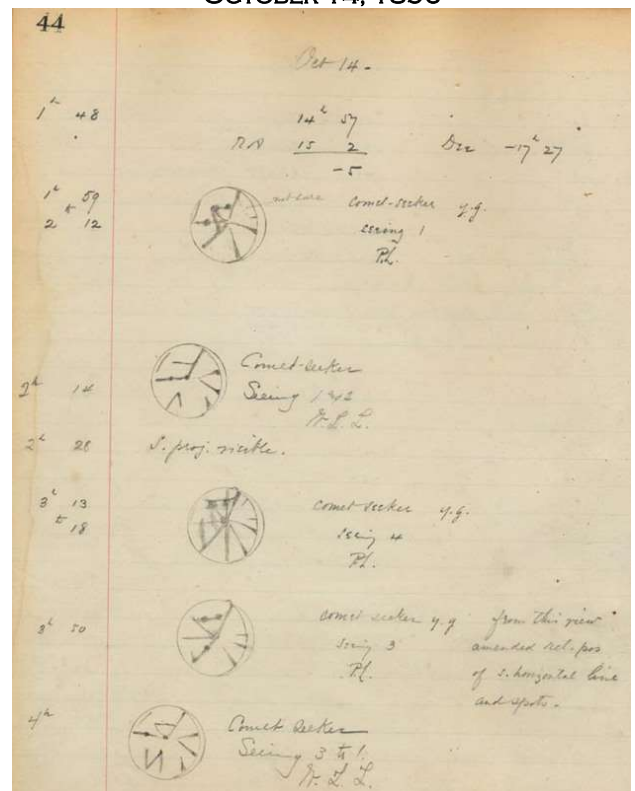 OCTOBER 14, 1896
44
Oct 14 -
1h 48
14h 57
RA 15 2 Dec -17° 27'
-5
1h 59
to
2 12
not sure comet-seeker y.g.
seeing 1
P.L.
2h 14
Comet-seeker
Seeing 1 to 2
W. L. L.
2h 28 S. proj. visible.
3h 13
to 18
comet seeker y.g.
seeing 4
P.L.
3h 50
comet seeker y.g from this view
seeing 3 amended rel. pos
P.L. of s. horizontal line
and spots.
4h
Comet Seeker
Seeing 3 to 1.
W. L. L.